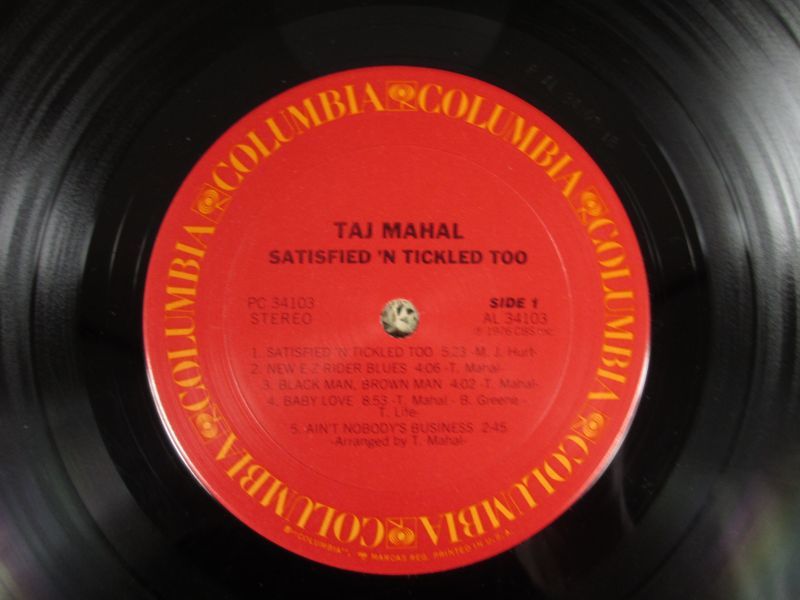 COLUMBIA COLUMBIA COLUMBIA COLUMBIA COLUMBIA COLUMBIA
TAJ MAHAL
SATISFIED 'N TICKLED TOO
PC 34103
STEREO
SIDE 1
AL 34103
℗ 1976 CBS Inc.
1. SATISFIED 'N TICKLED TOO 5:23 -M. J. Hurt-
2. NEW E-Z RIDER BLUES 4:06 -T. Mahal-
3. BLACK MAN, BROWN MAN 4:02 -T. Mahal-
4. BABY LOVE 8:53 -T. Mahal - B. Greene -
T. Life-
5. AIN'T NOBODY'S BUSINESS 2:45
-Arranged by T. Mahal-
"COLUMBIA", MARCAS REG. PRINTED IN U.S.A.